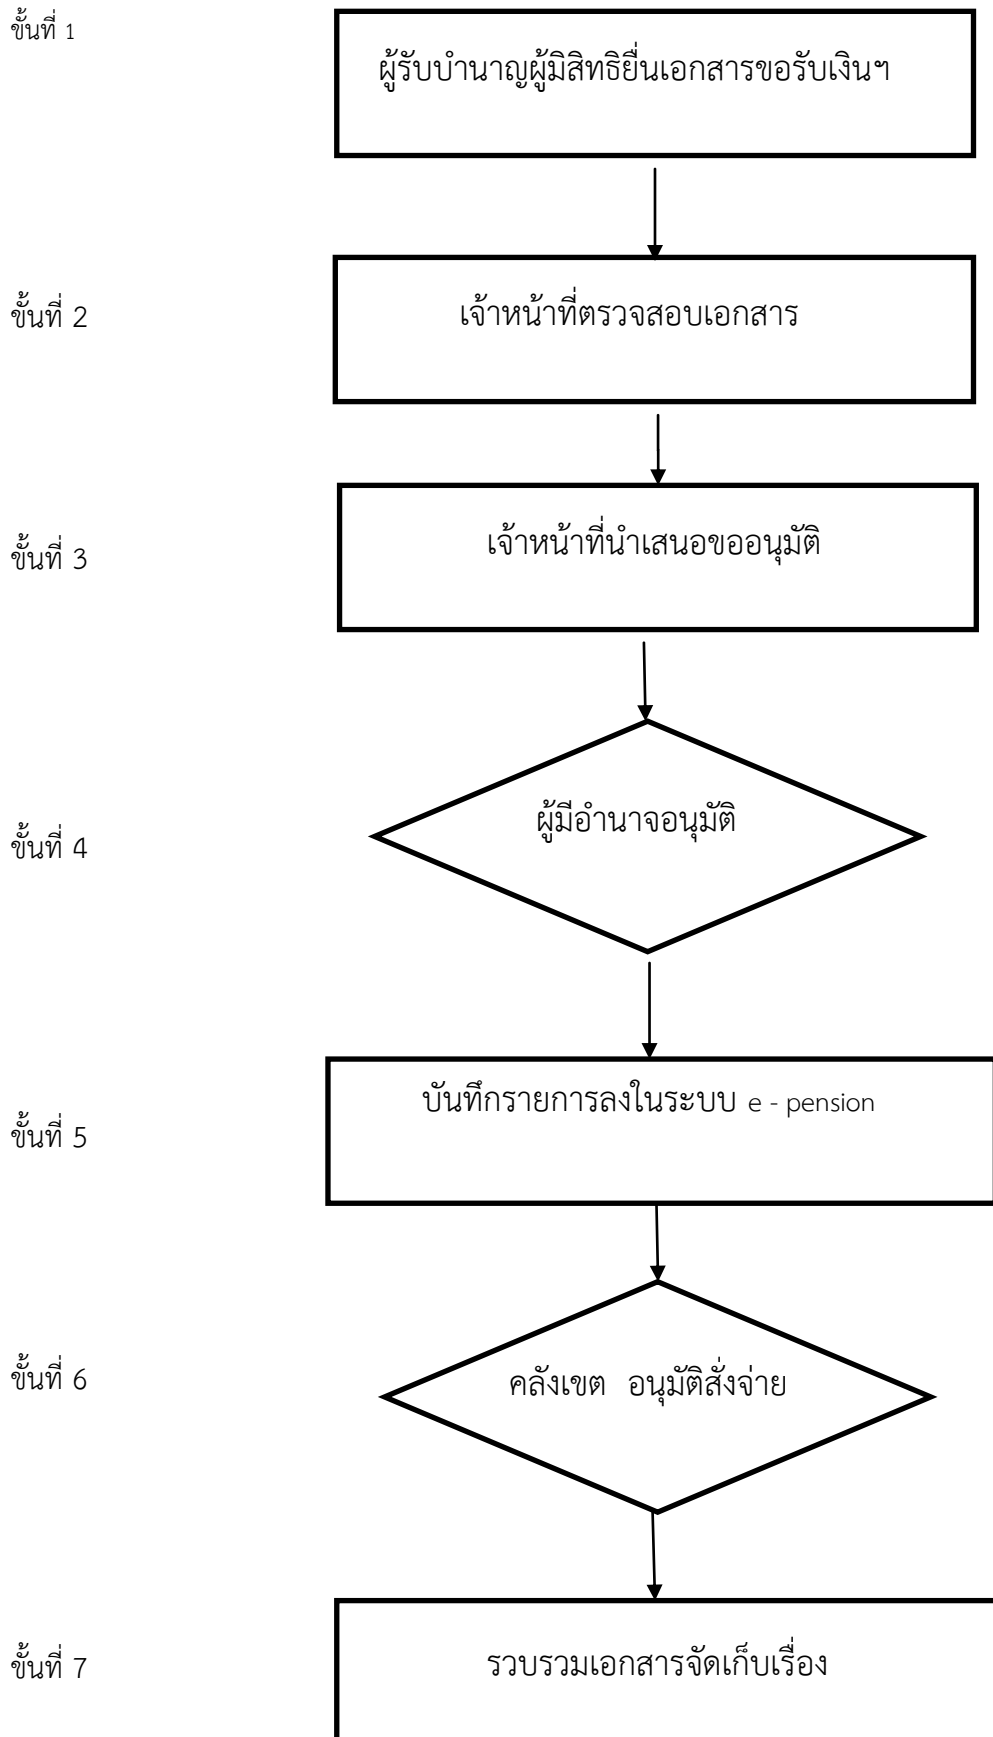 ขั้นที่ 1
ผู้รับบำนาญผู้มีสิทธิยื่นเอกสารขอรับเงินฯ
ขั้นที่ 2
เจ้าหน้าที่ตรวจสอบเอกสาร
ขั้นที่ 3
เจ้าหน้าที่นำเสนอขออนุมัติ
ขั้นที่ 4
ผู้มีอำนาจอนุมัติ
ขั้นที่ 5
บันทึกรายการลงในระบบ e - pension
ขั้นที่ 6
คลังเขต อนุมัติสั่งจ่าย
ขั้นที่ 7
รวบรวมเอกสารจัดเก็บเรื่อง